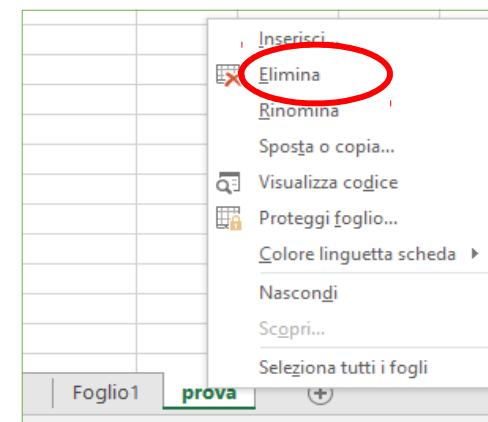 Inserisci...
Elimina
Rinomina
Sposta o copia...
Visualizza codice
Proteggi foglio...
Colore linguetta scheda
Nascondi
Scopri...
Seleziona tutti i fogli
Foglio1 prova